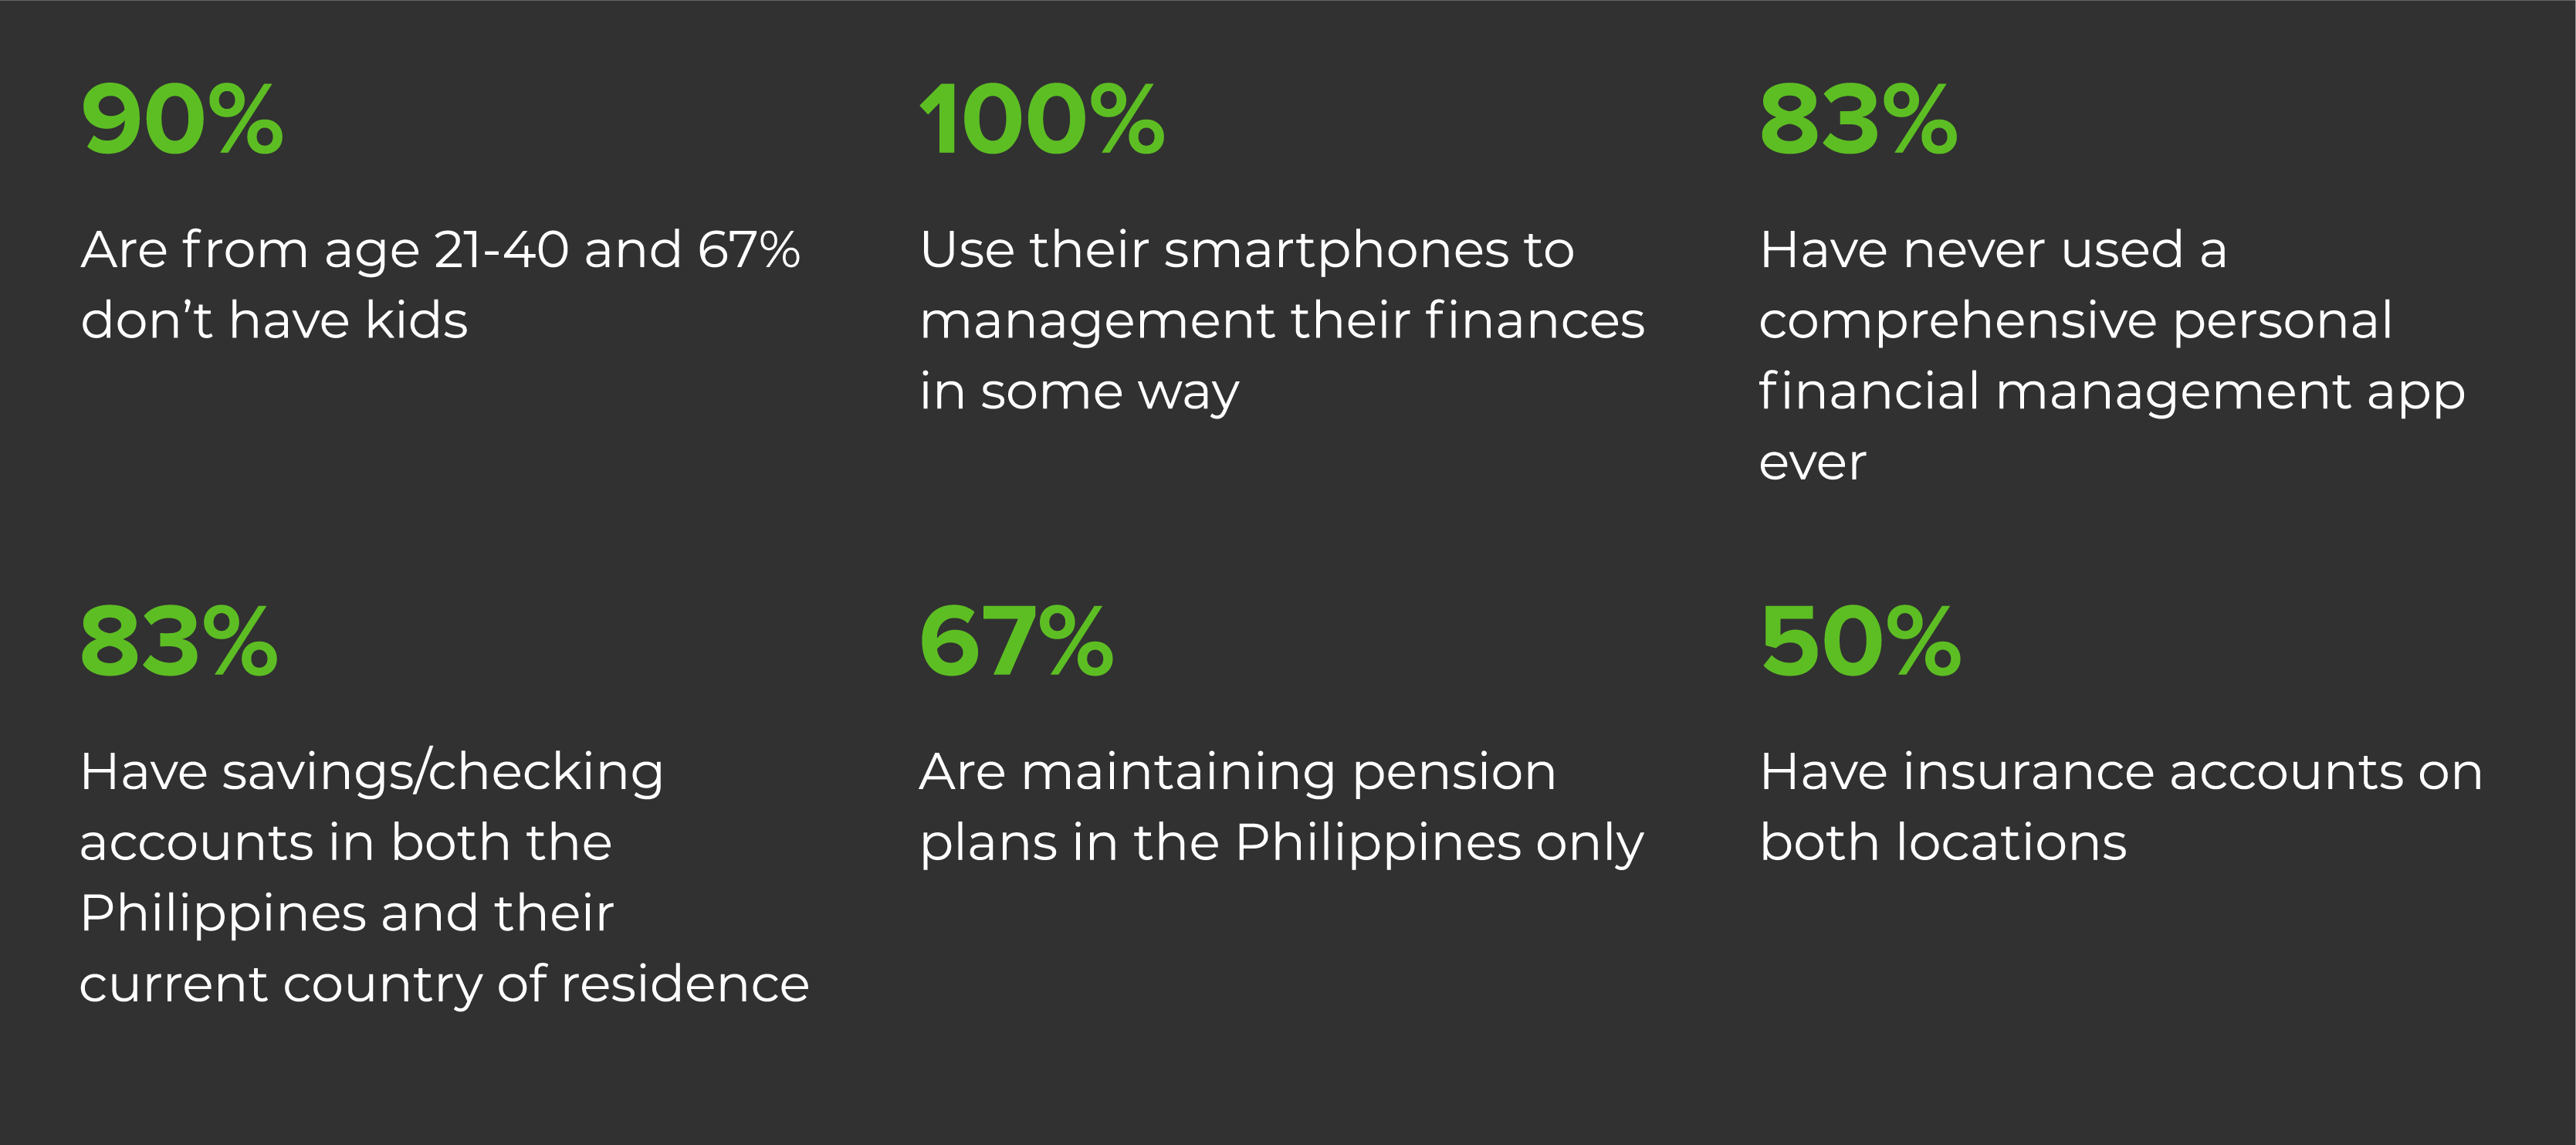 90%
Are from age 21-40 and 67%
don’t have kids
100%
Use their smartphones to
management their finances
in some way
83%
Have never used a
comprehensive personal
financial management app
ever
83%
Have savings/checking
accounts in both the
Philippines and their
current country of residence
67%
Are maintaining pension
plans in the Philippines only
50%
Have insurance accounts on
both locations